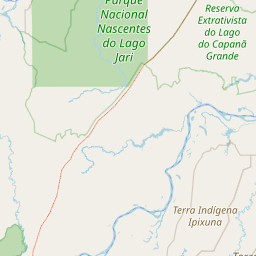 Parque
Nacional
Nascentes
do Lago
Jari
Reserva
Extrativista
do Lago
do Capanã
Grande
Terra Indígena
Ipixuna